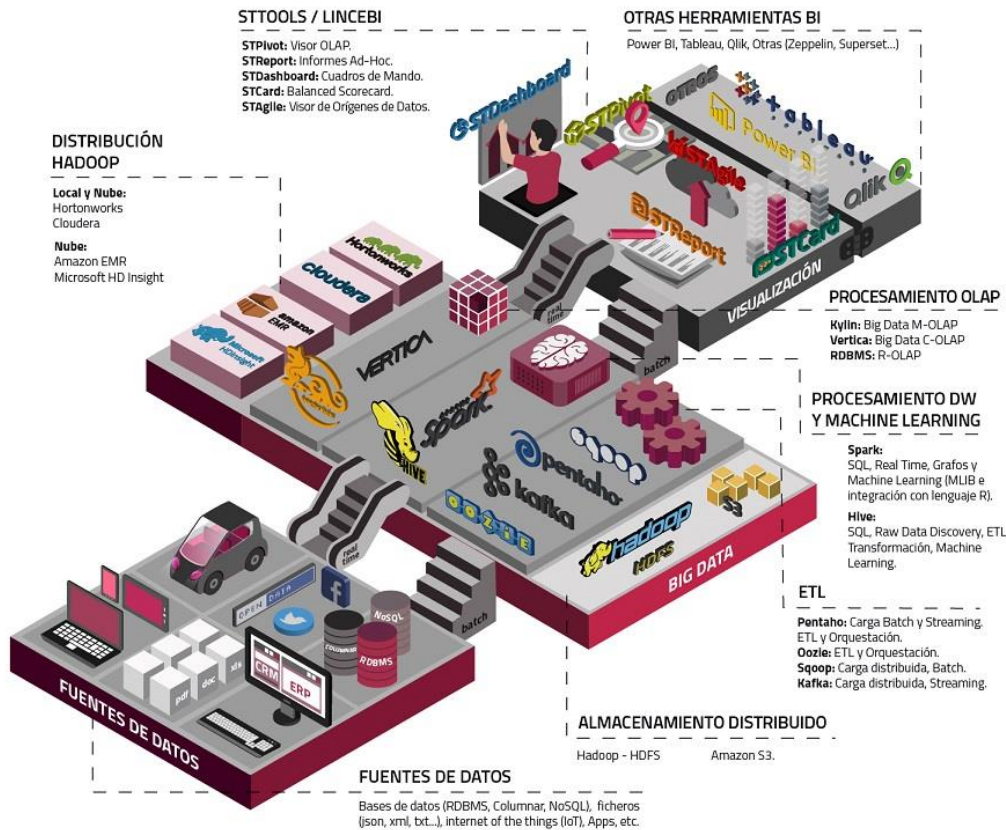 STTOOLS / LINCEBI
STPivot: Visor OLAP.
STReport: Informes Ad-Hoc.
STDashboard: Cuadros de Mando.
STCard: Balanced Scorecard.
STAgile: Visor de Orígenes de Datos.
OTRAS HERRAMIENTAS BI
Power BI, Tableau, Qlik, Otras (Zeppelin, Superset...)
DISTRIBUCIÓN
HADOOP
Local y Nube:
Hortonworks
Cloudera
Nube:
Amazon EMR
Microsoft HD Insight
STDashboard
STPivot
STAgile
STReport
STCard
OTROS
+ableau
Power BI
Qlik
VISUALIZACIÓN
Hortonworks
cloudera
amazon
EMR
Microsoft
HDInsight
real
time
batch
VERTICA
Spark
HIVE
pentaho
sqoop
kafka
OOZIE
hadoop
HDFS
S3
BIG DATA
PROCESAMIENTO OLAP
Kylin: Big Data M-OLAP
Vertica: Big Data C-OLAP
RDBMS: R-OLAP
PROCESAMIENTO DW
Y MACHINE LEARNING
Spark:
SQL, Real Time, Grafos y
Machine Learning (MLIB e
integración con lenguaje R).
Hive:
SQL, Raw Data Discovery, ETL
Transformación, Machine
Learning.
ETL
Pentaho: Carga Batch y Streaming.
ETL y Orquestación.
Oozie: ETL y Orquestación.
Sqoop: Carga distribuida, Batch.
Kafka: Carga distribuida, Streaming.
real
time
batch
OPEN DATA
NoSQL
COLUMNAR
RDBMS
pdf
doc
xls
CRM
ERP
FUENTES DE DATOS
ALMACENAMIENTO DISTRIBUIDO
Hadoop - HDFS
Amazon S3.
FUENTES DE DATOS
Bases de datos (RDBMS, Columnar, NoSQL), ficheros
(json, xml, txt...), internet of the things (IoT), Apps, etc.